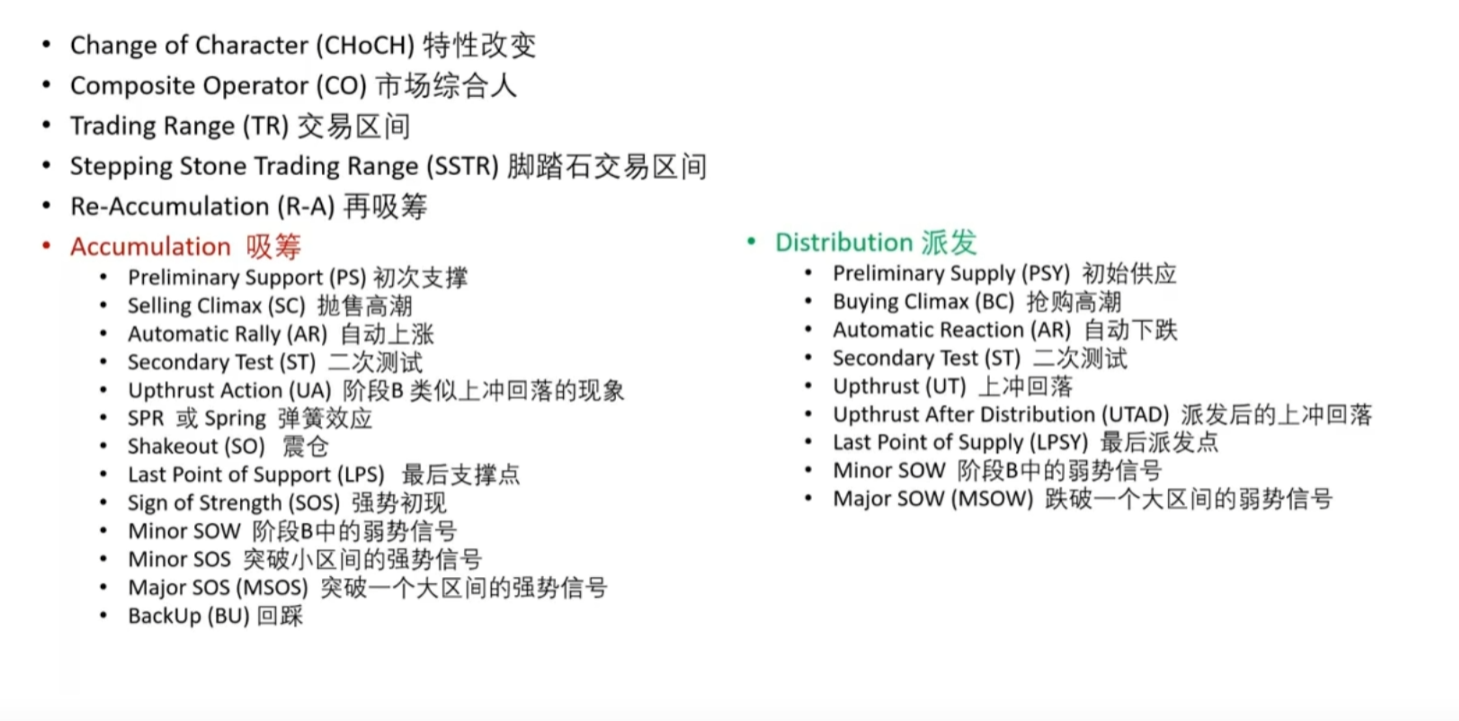 • Change of Character (CHoCH) 特性改变
• Composite Operator (CO) 市场综合人
• Trading Range (TR) 交易区间
• Stepping Stone Trading Range (SSTR) 脚踏石交易区间
• Re-Accumulation (R-A) 再吸筹
• Accumulation 吸筹
• Preliminary Support (PS) 初次支撑
• Selling Climax (SC) 抛售高潮
• Automatic Rally (AR) 自动上涨
• Secondary Test (ST) 二次测试
• Upthrust Action (UA) 阶段B 类似上冲回落的现象
• SPR 或 Spring 弹簧效应
• Shakeout (SO) 震仓
• Last Point of Support (LPS) 最后支撑点
• Sign of Strength (SOS) 强势初现
• Minor SOW 阶段B中的弱势信号
• Minor SOS 突破小区间的强势信号
• Major SOS (MSOS) 突破一个大区间的强势信号
• BackUp (BU) 回踩
• Distribution 派发
• Preliminary Supply (PSY) 初始供应
• Buying Climax (BC) 抢购高潮
• Automatic Reaction (AR) 自动下跌
• Secondary Test (ST) 二次测试
• Upthrust (UT) 上冲回落
• Upthrust After Distribution (UTAD) 派发后的上冲回落
• Last Point of Supply (LPSY) 最后派发点
• Minor SOW 阶段B中的弱势信号
• Major SOW (MSOW) 跌破一个大区间的弱势信号